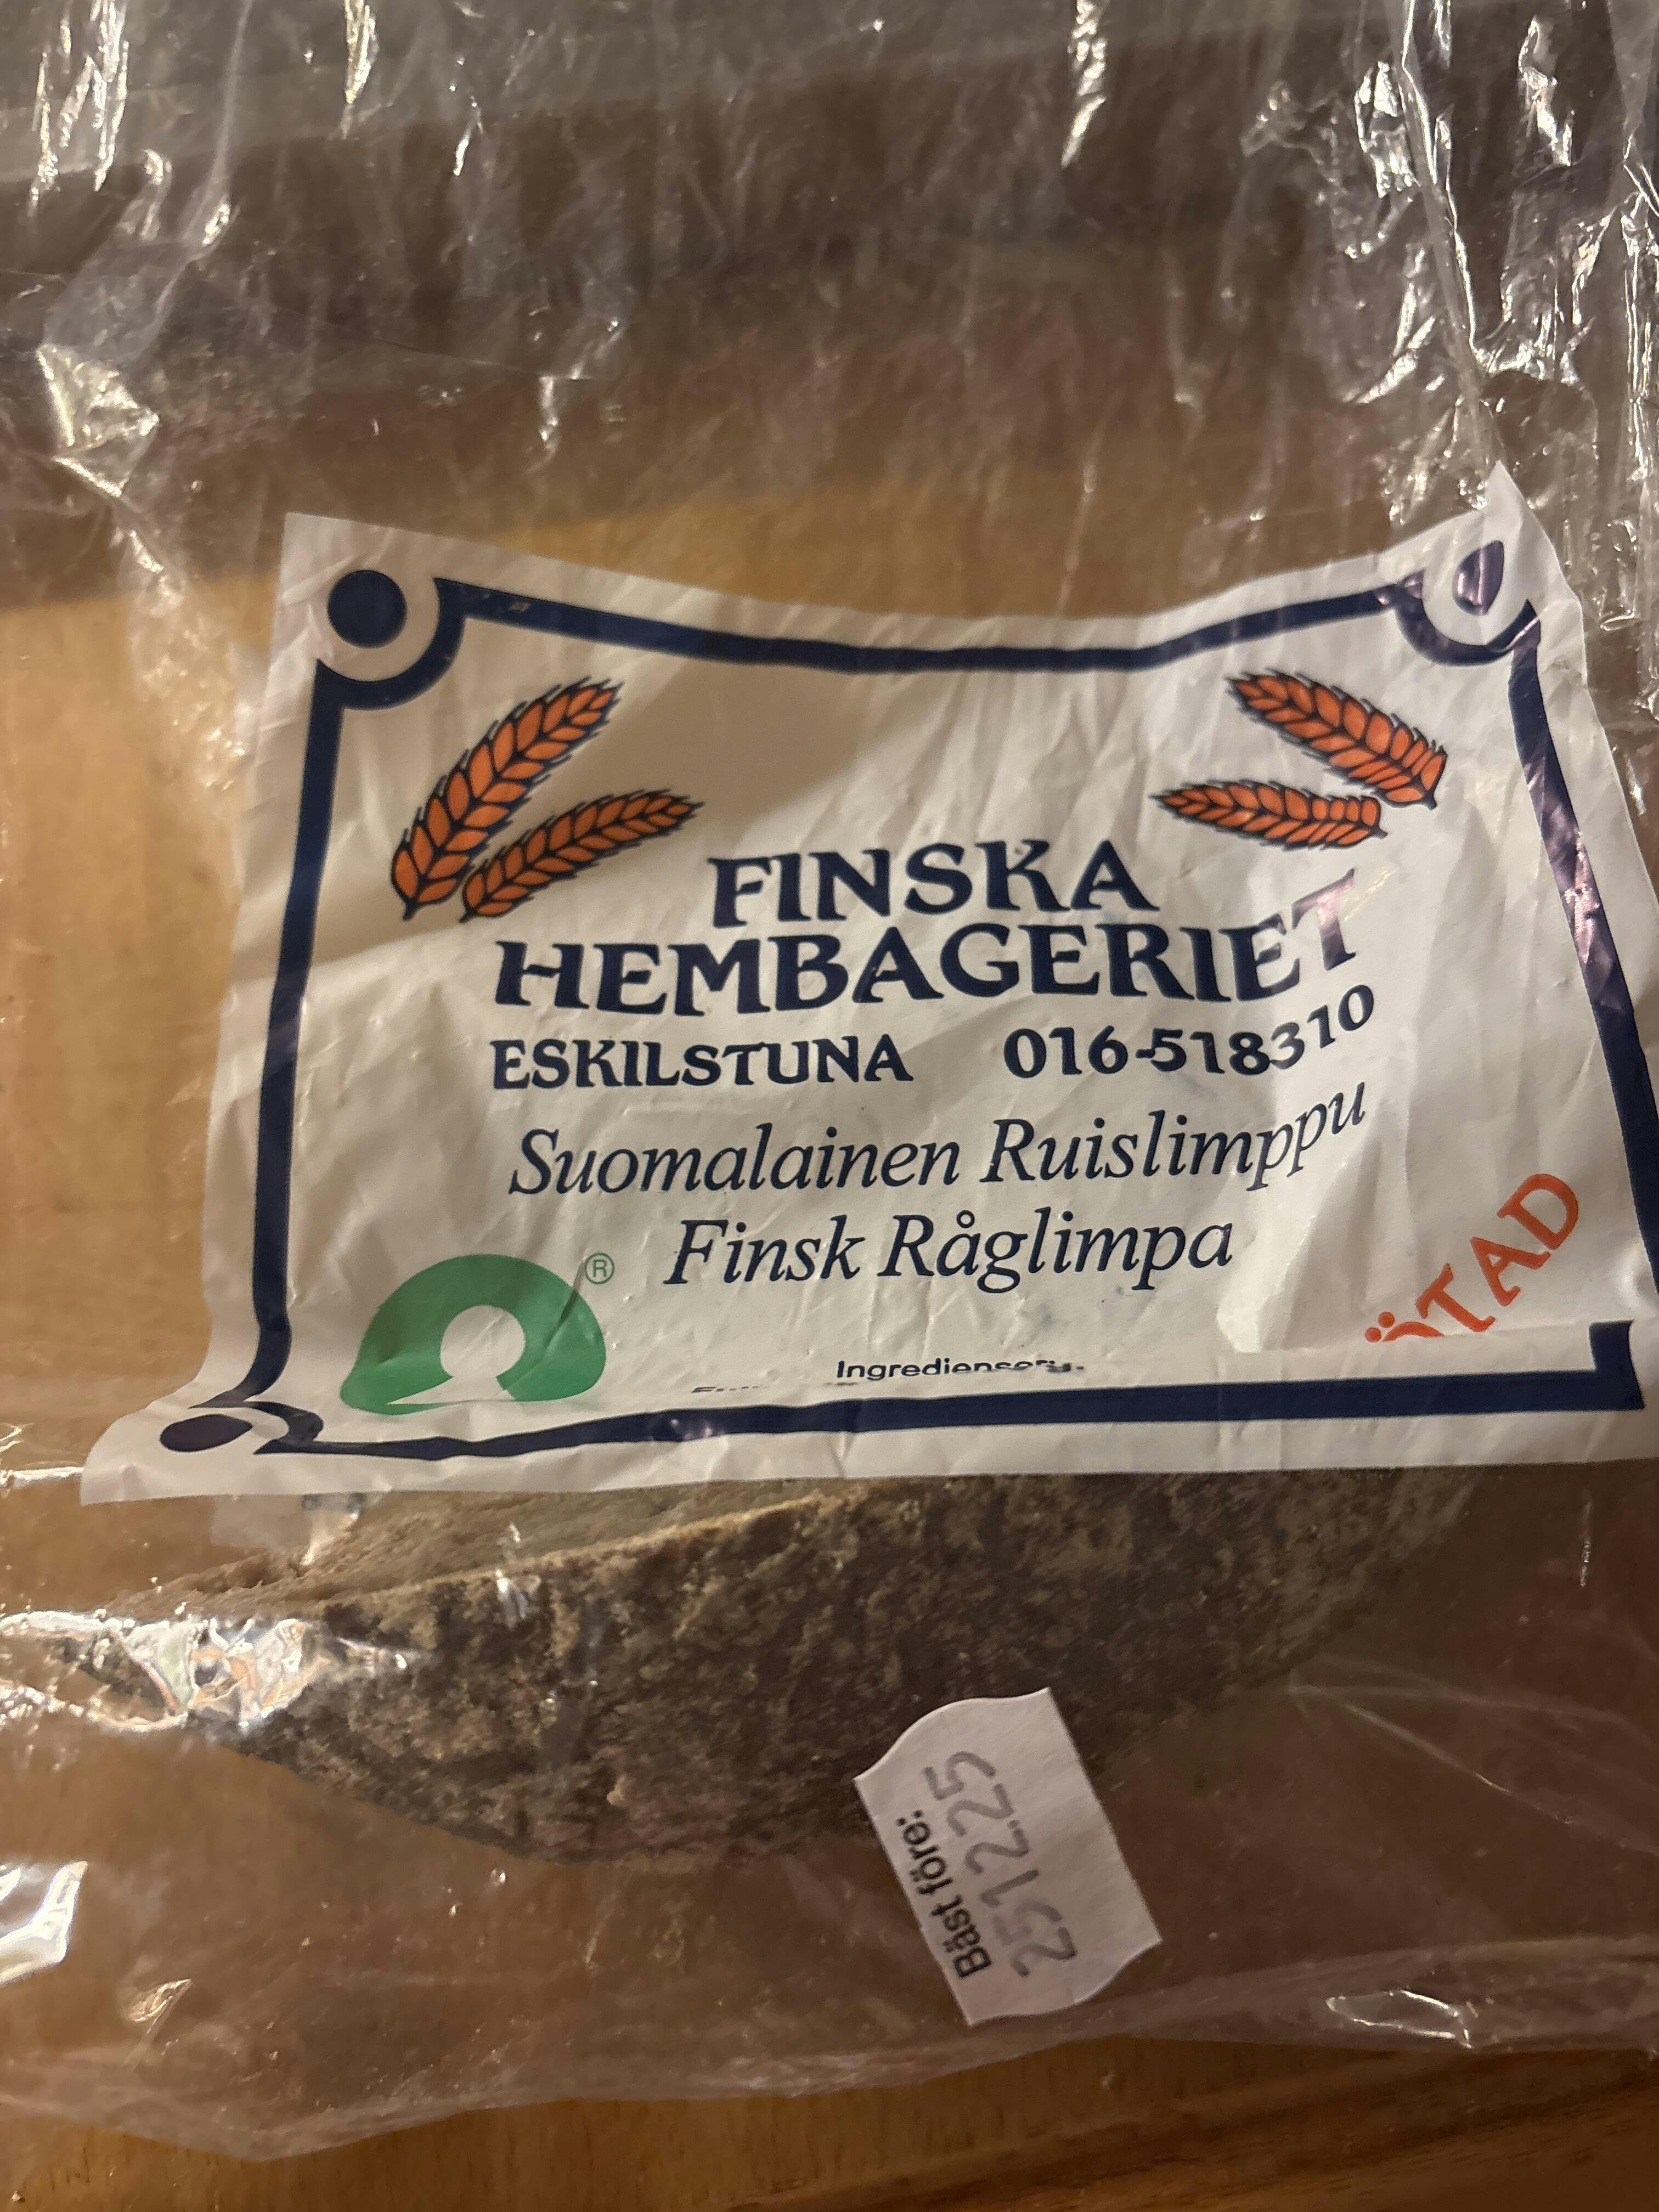 FINSKA
HEMBAGERIET
ESKILSTUNA 016-518310
Suomalainen Ruislimppu
Finsk Råglimpa
®
Bäst före:
251225